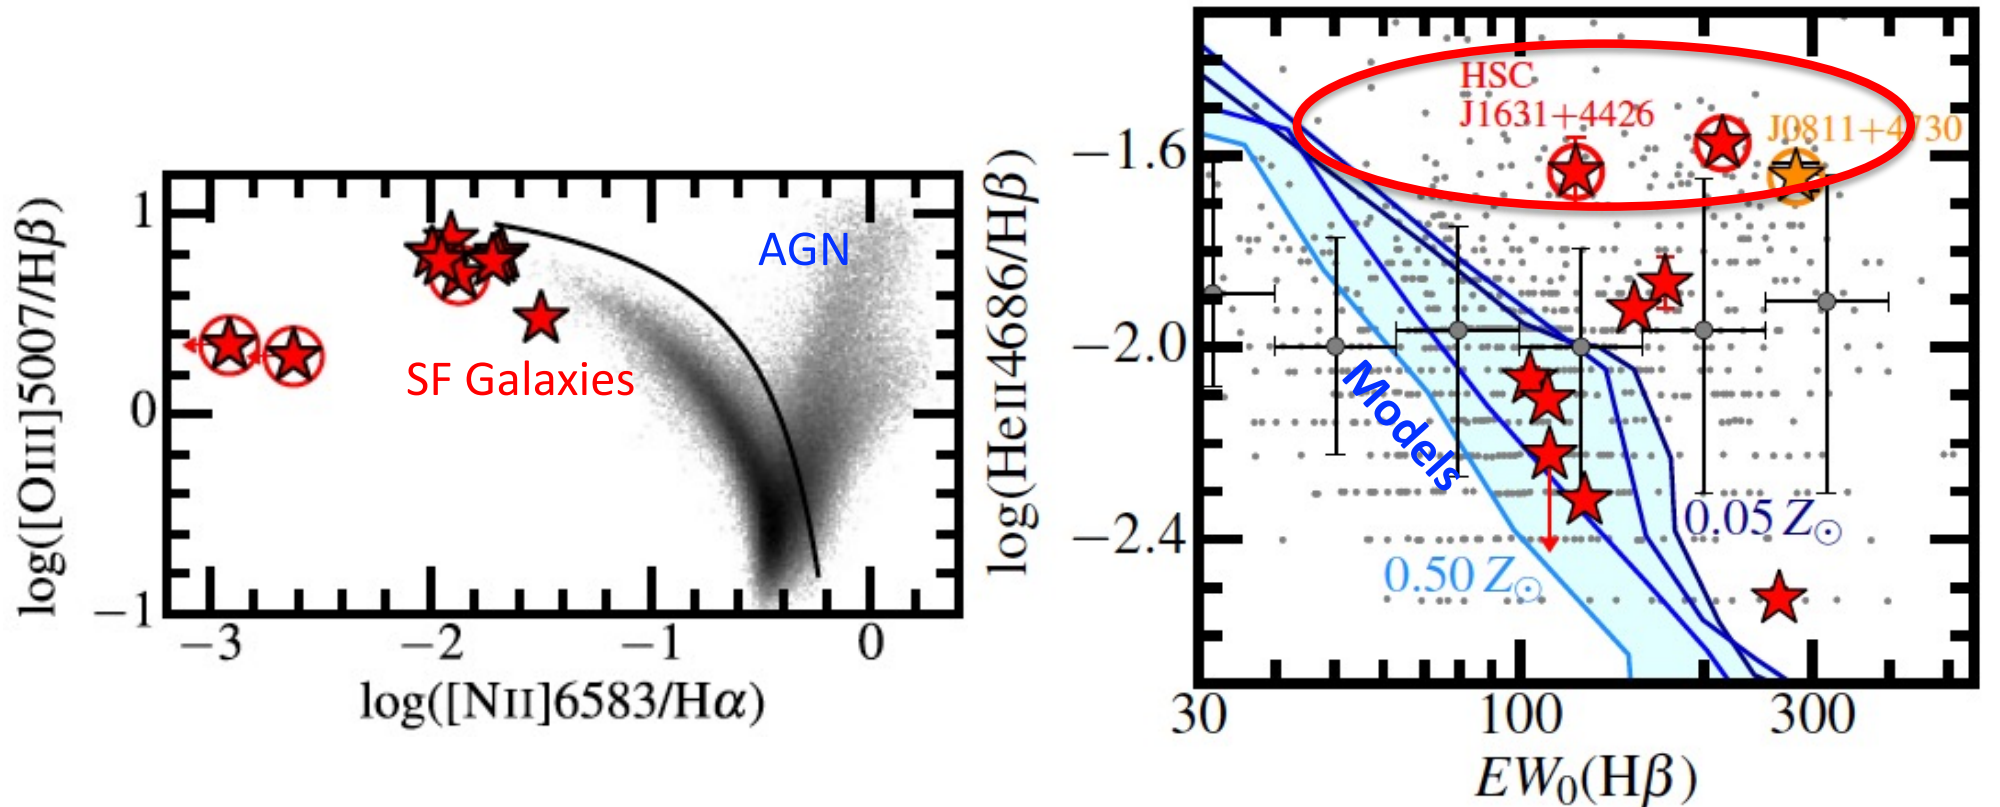 log([OIII]5007/Hβ)
1
0
−1
AGN
SF Galaxies
−3
−2
−1
0
log([NII]6583/Hα)
log(HeII4686/Hβ)
−1.6
−2.0
−2.4
HSC
J1631+4426
J0811+4730
Models
0.05 Z☉
0.50 Z☉
30
100
300
EW₀(Hβ)